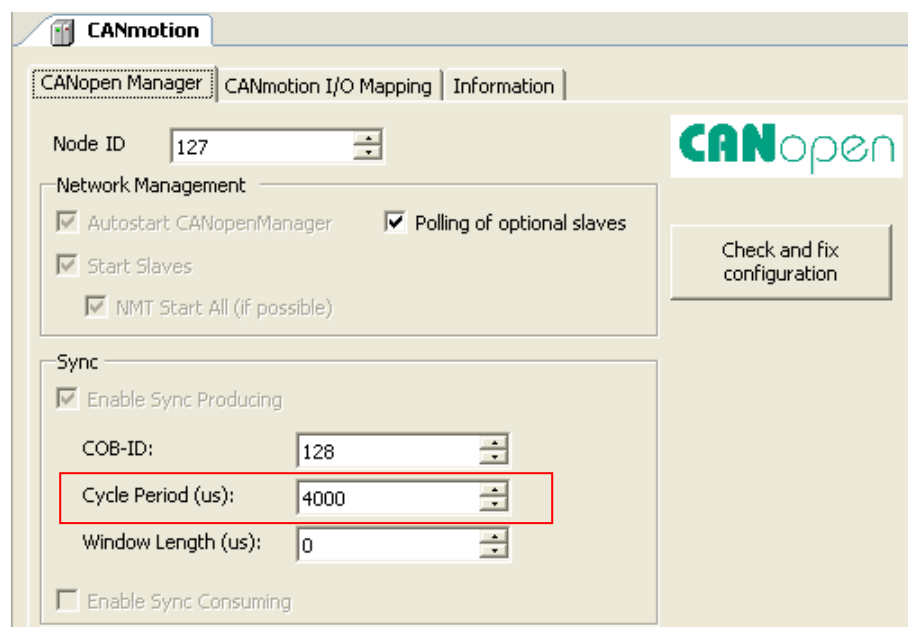 CANmotion
CANopen Manager CANmotion I/O Mapping Information
Node ID 127
CANopen
Network Management
Autostart CANopenManager Polling of optional slaves
Start Slaves
NMT Start All (if possible)
Check and fix
configuration
Sync
Enable Sync Producing
COB-ID: 128
Cycle Period (us): 4000
Window Length (us): 0
Enable Sync Consuming